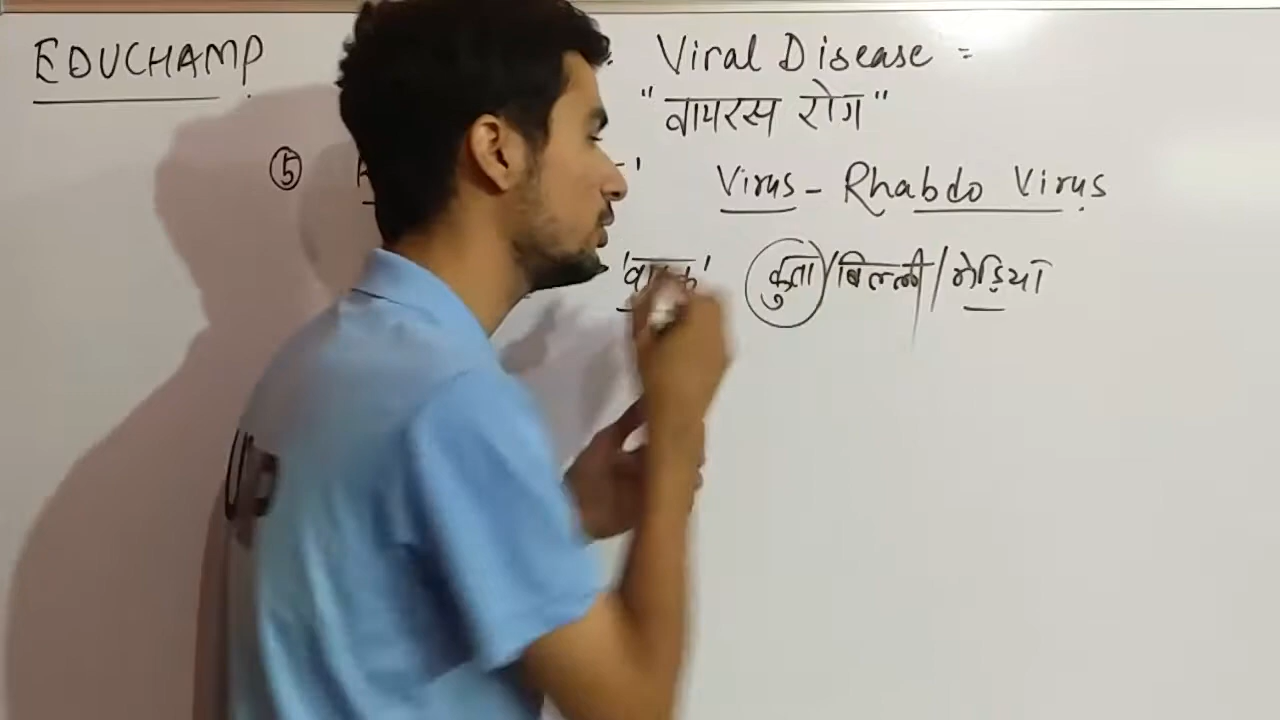 EDUCHAMP.
Viral Disease =
"वायरस रोग"
⑤ Virus - Rhabdo Virus
कुत्ता/बिल्ली/भेड़िया